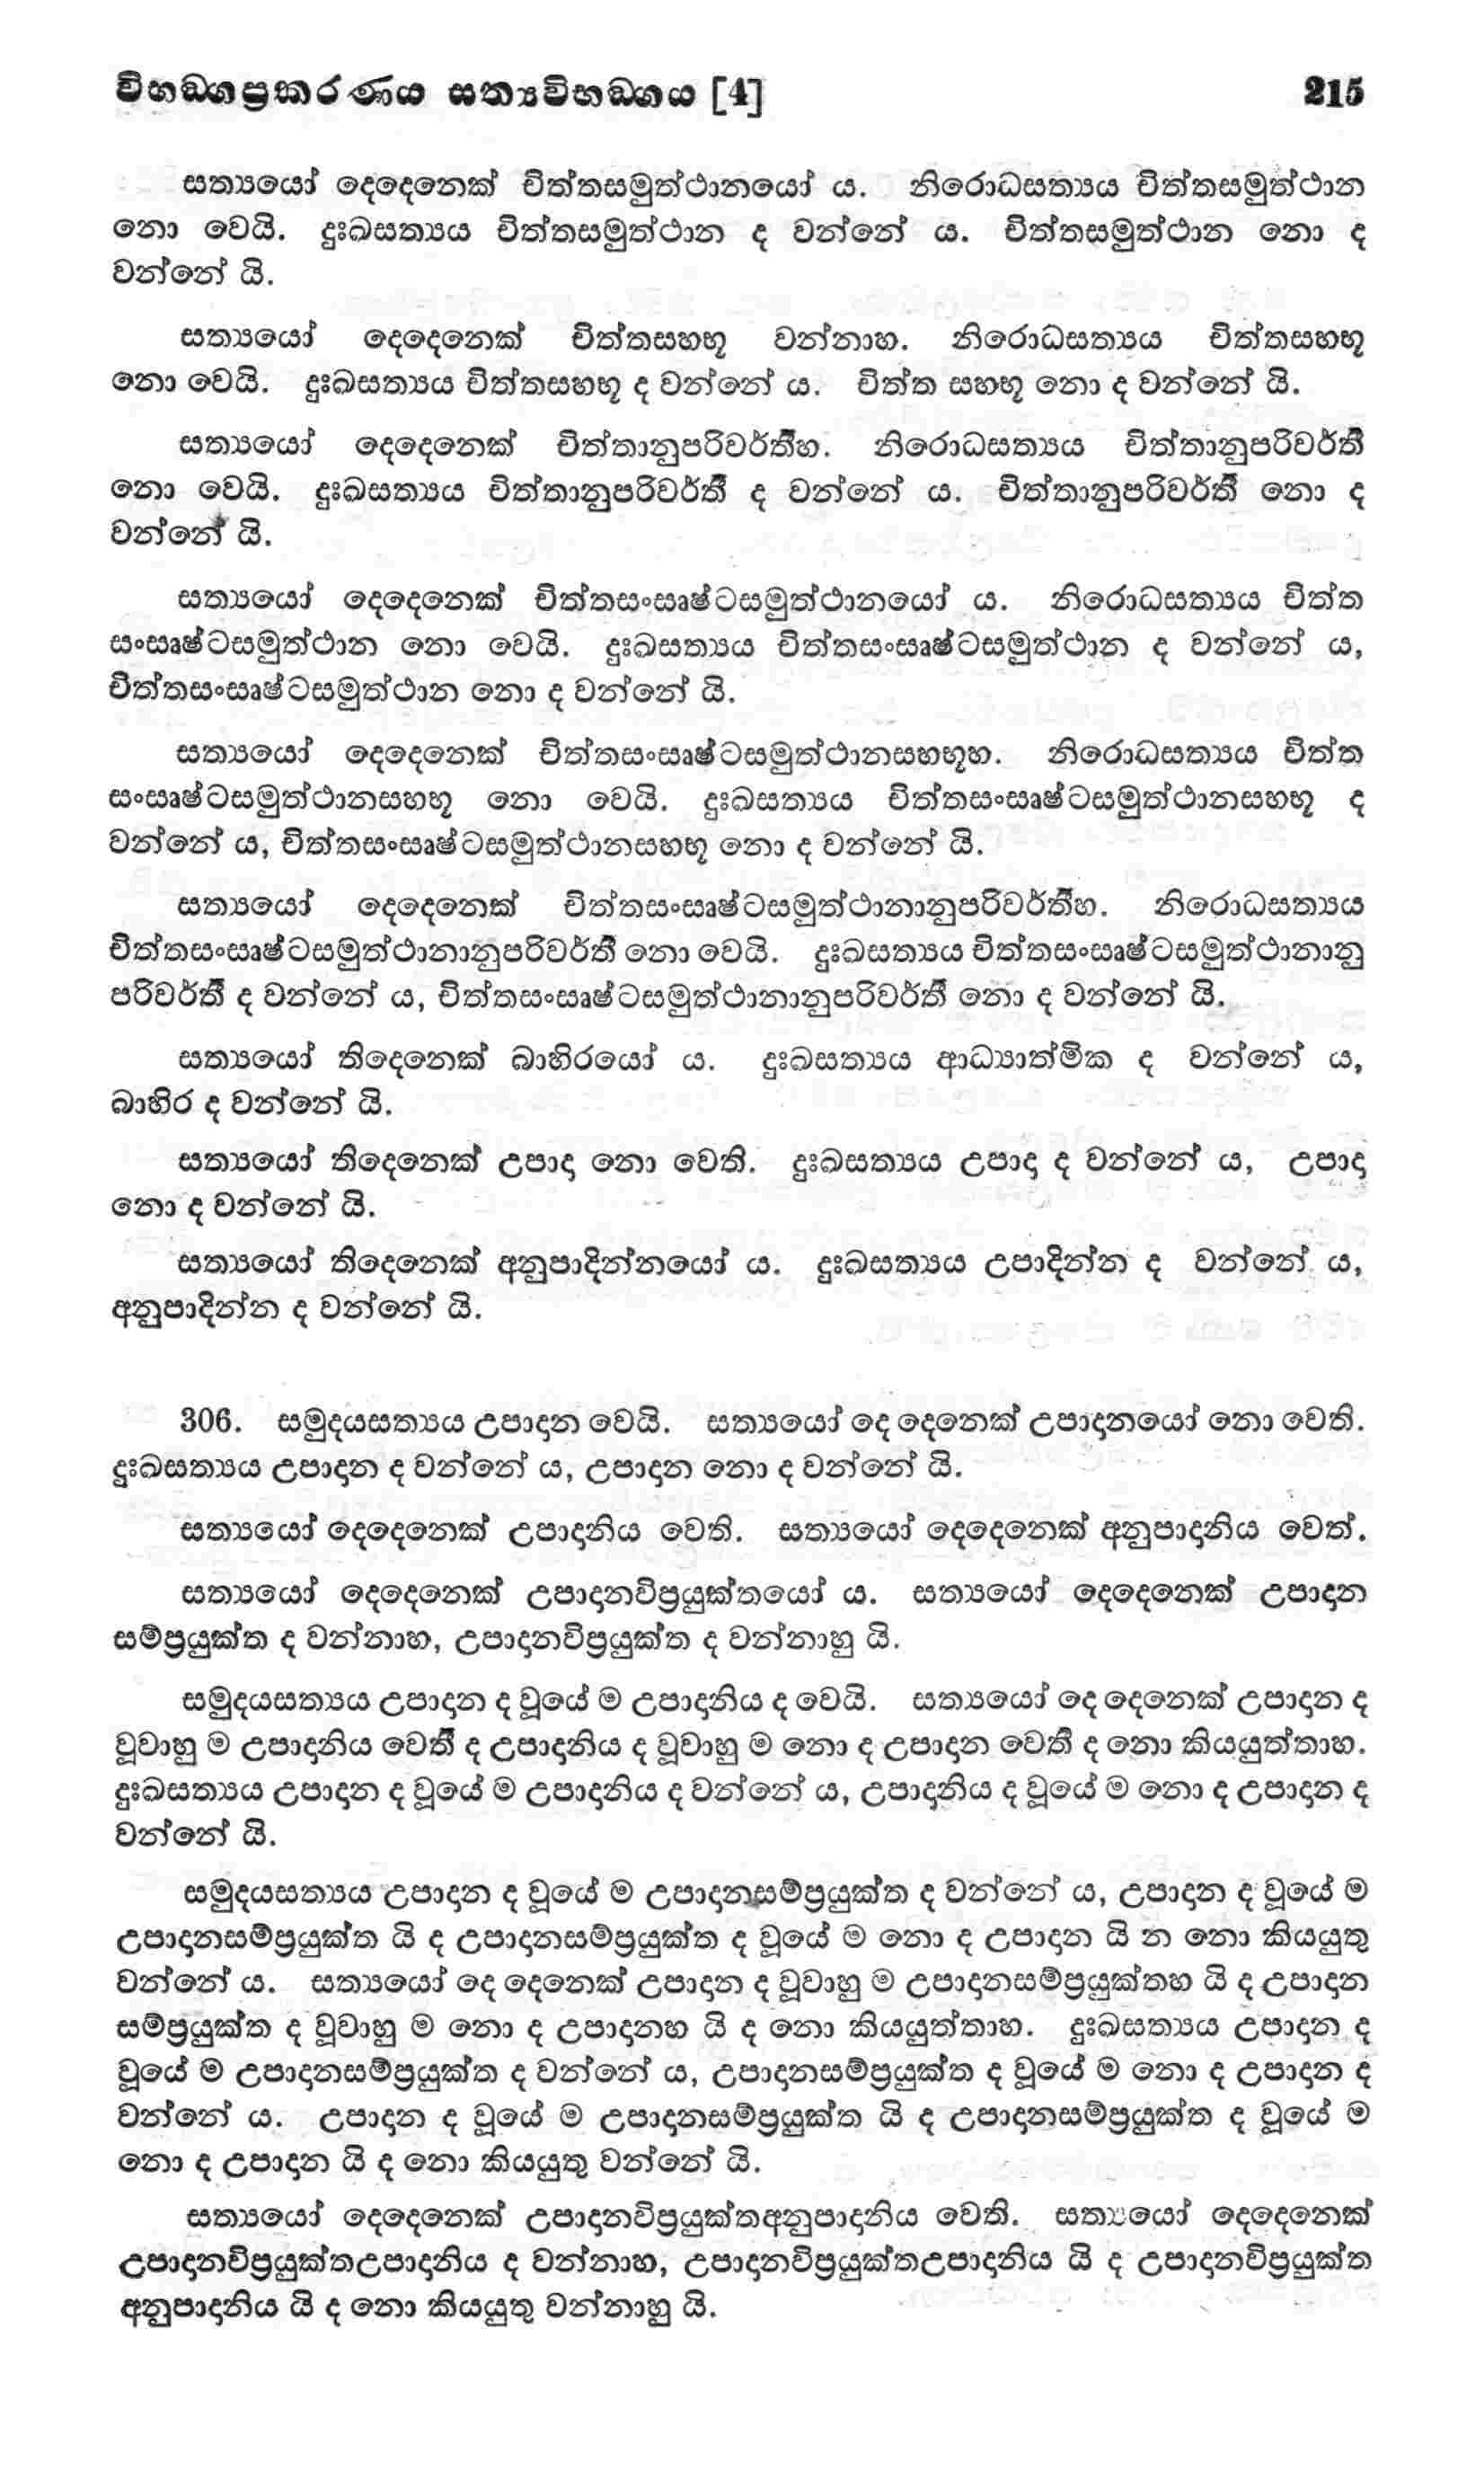 විභඞ්ගප්‍රකරණය සත්‍යවිභඞ්ගය [4] 215
සත්‍යයෝ දෙදෙනෙක් චිත්තසමුත්ථානයෝ ය. නිරොධසත්‍යය චිත්තසමුත්ථාන
නො වෙයි. දුඃඛසත්‍යය චිත්තසමුත්ථාන ද වන්නේ ය. චිත්තසමුත්ථාන නො ද
වන්නේ යි.
සත්‍යයෝ දෙදෙනෙක් චිත්තසහභූ වන්නාහ. නිරොධසත්‍යය චිත්තසහභූ
නො වෙයි. දුඃඛසත්‍යය චිත්තසහභූ ද වන්නේ ය. චිත්ත සහභූ නො ද වන්නේ යි.
සත්‍යයෝ දෙදෙනෙක් චිත්තානුපරිවර්තීහ. නිරොධසත්‍යය චිත්තානුපරිවර්තී
නො වෙයි. දුඃඛසත්‍යය චිත්තානුපරිවර්තී ද වන්නේ ය. චිත්තානුපරිවර්තී නො ද
වන්නේ යි.
සත්‍යයෝ දෙදෙනෙක් චිත්තසංසෘෂ්ටසමුත්ථානයෝ ය. නිරොධසත්‍යය චිත්ත
සංසෘෂ්ටසමුත්ථාන නො වෙයි. දුඃඛසත්‍යය චිත්තසංසෘෂ්ටසමුත්ථාන ද වන්නේ ය,
චිත්තසංසෘෂ්ටසමුත්ථාන නො ද වන්නේ යි.
සත්‍යයෝ දෙදෙනෙක් චිත්තසංසෘෂ්ටසමුත්ථානසහභූහ. නිරොධසත්‍යය චිත්ත
සංසෘෂ්ටසමුත්ථානසහභූ නො වෙයි. දුඃඛසත්‍යය චිත්තසංසෘෂ්ටසමුත්ථානසහභූ ද
වන්නේ ය, චිත්තසංසෘෂ්ටසමුත්ථානසහභූ නො ද වන්නේ යි.
සත්‍යයෝ දෙදෙනෙක් චිත්තසංසෘෂ්ටසමුත්ථානානුපරිවර්තීහ. නිරොධසත්‍යය
චිත්තසංසෘෂ්ටසමුත්ථානානුපරිවර්තී නො වෙයි. දුඃඛසත්‍යය චිත්තසංසෘෂ්ටසමුත්ථානානු
පරිවර්තී ද වන්නේ ය, චිත්තසංසෘෂ්ටසමුත්ථානානුපරිවර්තී නො ද වන්නේ යි.
සත්‍යයෝ තිදෙනෙක් බාහිරයෝ ය. දුඃඛසත්‍යය ආධ්‍යාත්මික ද වන්නේ ය,
බාහිර ද වන්නේ යි.
සත්‍යයෝ තිදෙනෙක් උපාදා නො වෙති. දුඃඛසත්‍යය උපාදා ද වන්නේ ය, උපාදා
නො ද වන්නේ යි.
සත්‍යයෝ තිදෙනෙක් අනුපාදින්නයෝ ය. දුඃඛසත්‍යය උපාදින්න ද වන්නේ ය,
අනුපාදින්න ද වන්නේ යි.
306. සමුදයසත්‍යය උපාදාන වෙයි. සත්‍යයෝ දෙ දෙනෙක් උපාදානයෝ නො වෙති.
දුඃඛසත්‍යය උපාදාන ද වන්නේ ය, උපාදාන නො ද වන්නේ යි.
සත්‍යයෝ දෙදෙනෙක් උපාදානිය වෙති. සත්‍යයෝ දෙදෙනෙක් අනුපාදානිය වෙත්.
සත්‍යයෝ දෙදෙනෙක් උපාදානවිප්‍රයුක්තයෝ ය. සත්‍යයෝ දෙදෙනෙක් උපාදාන
සම්ප්‍රයුක්ත ද වන්නාහ, උපාදානවිප්‍රයුක්ත ද වන්නාහු යි.
සමුදයසත්‍යය උපාදාන ද වූයේ ම උපාදානිය ද වෙයි. සත්‍යයෝ දෙ දෙනෙක් උපාදාන ද
වූවාහු ම උපාදානිය වෙතී ද උපාදානිය ද වූවාහු ම නො ද උපාදාන වෙතී ද නො කියයුත්තාහ.
දුඃඛසත්‍යය උපාදාන ද වූයේ ම උපාදානිය ද වන්නේ ය, උපාදානිය ද වූයේ ම නො ද උපාදාන ද
වන්නේ යි.
සමුදයසත්‍යය උපාදාන ද වූයේ ම උපාදානසම්ප්‍රයුක්ත ද වන්නේ ය, උපාදාන ද වූයේ ම
උපාදානසම්ප්‍රයුක්ත යි ද උපාදානසම්ප්‍රයුක්ත ද වූයේ ම නො ද උපාදාන යි න නො කියයුතු
වන්නේ ය. සත්‍යයෝ දෙ දෙනෙක් උපාදාන ද වූවාහු ම උපාදානසම්ප්‍රයුක්තහ යි ද උපාදාන
සම්ප්‍රයුක්ත ද වූවාහු ම නො ද උපාදානහ යි ද නො කියයුත්තාහ. දුඃඛසත්‍යය උපාදාන ද
වූයේ ම උපාදානසම්ප්‍රයුක්ත ද වන්නේ ය, උපාදානසම්ප්‍රයුක්ත ද වූයේ ම නො ද උපාදාන ද
වන්නේ ය. උපාදාන ද වූයේ ම උපාදානසම්ප්‍රයුක්ත යි ද උපාදානසම්ප්‍රයුක්ත ද වූයේ ම
නො ද උපාදාන යි ද නො කියයුතු වන්නේ යි.
සත්‍යයෝ දෙදෙනෙක් උපාදානවිප්‍රයුක්තඅනුපාදානිය වෙති. සත්‍යයෝ දෙදෙනෙක්
උපාදානවිප්‍රයුක්තඋපාදානිය ද වන්නාහ, උපාදානවිප්‍රයුක්තඋපාදානිය යි ද උපාදානවිප්‍රයුක්ත
අනුපාදානිය යි ද නො කියයුතු වන්නාහු යි.